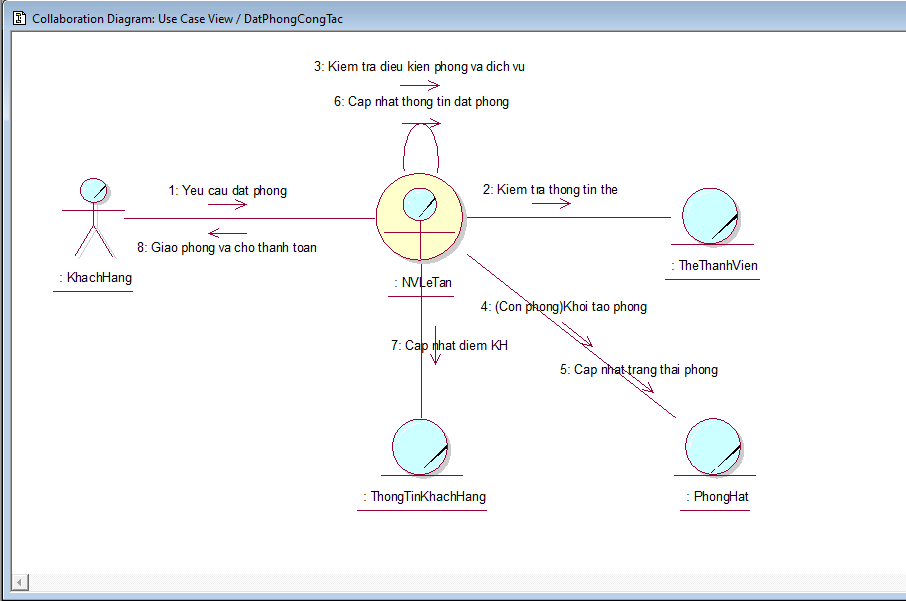 Collaboration Diagram: Use Case View / DatPhongCongTac
3: Kiem tra dieu kien phong va dich vu
6: Cap nhat thong tin dat phong
1: Yeu cau dat phong
2: Kiem tra thong tin the
8: Giao phong va cho thanh toan
: KhachHang
: NVLeTan
: TheThanhVien
4: (Con phong)Khoi tao phong
7: Cap nhat diem KH
5: Cap nhat trang thai phong
: ThongTinKhachHang
: PhongHat